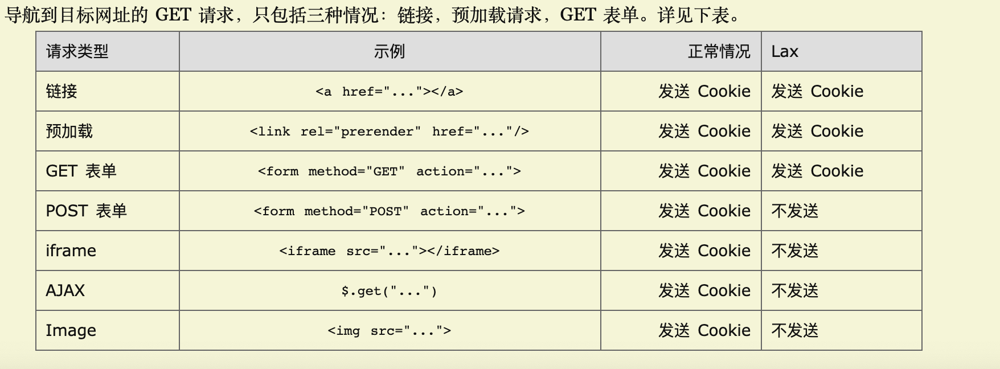 导航到目标网址的 GET 请求，只包括三种情况：链接，预加载请求，GET 表单。详见下表。
请求类型 示例 正常情况 Lax
链接 <a href="..."></a> 发送 Cookie 发送 Cookie
预加载 <link rel="prerender" href="..."/> 发送 Cookie 发送 Cookie
GET 表单 <form method="GET" action="..."> 发送 Cookie 发送 Cookie
POST 表单 <form method="POST" action="..."> 发送 Cookie 不发送
iframe <iframe src="..."></iframe> 发送 Cookie 不发送
AJAX $.get("...") 发送 Cookie 不发送
Image <img src="..."> 发送 Cookie 不发送